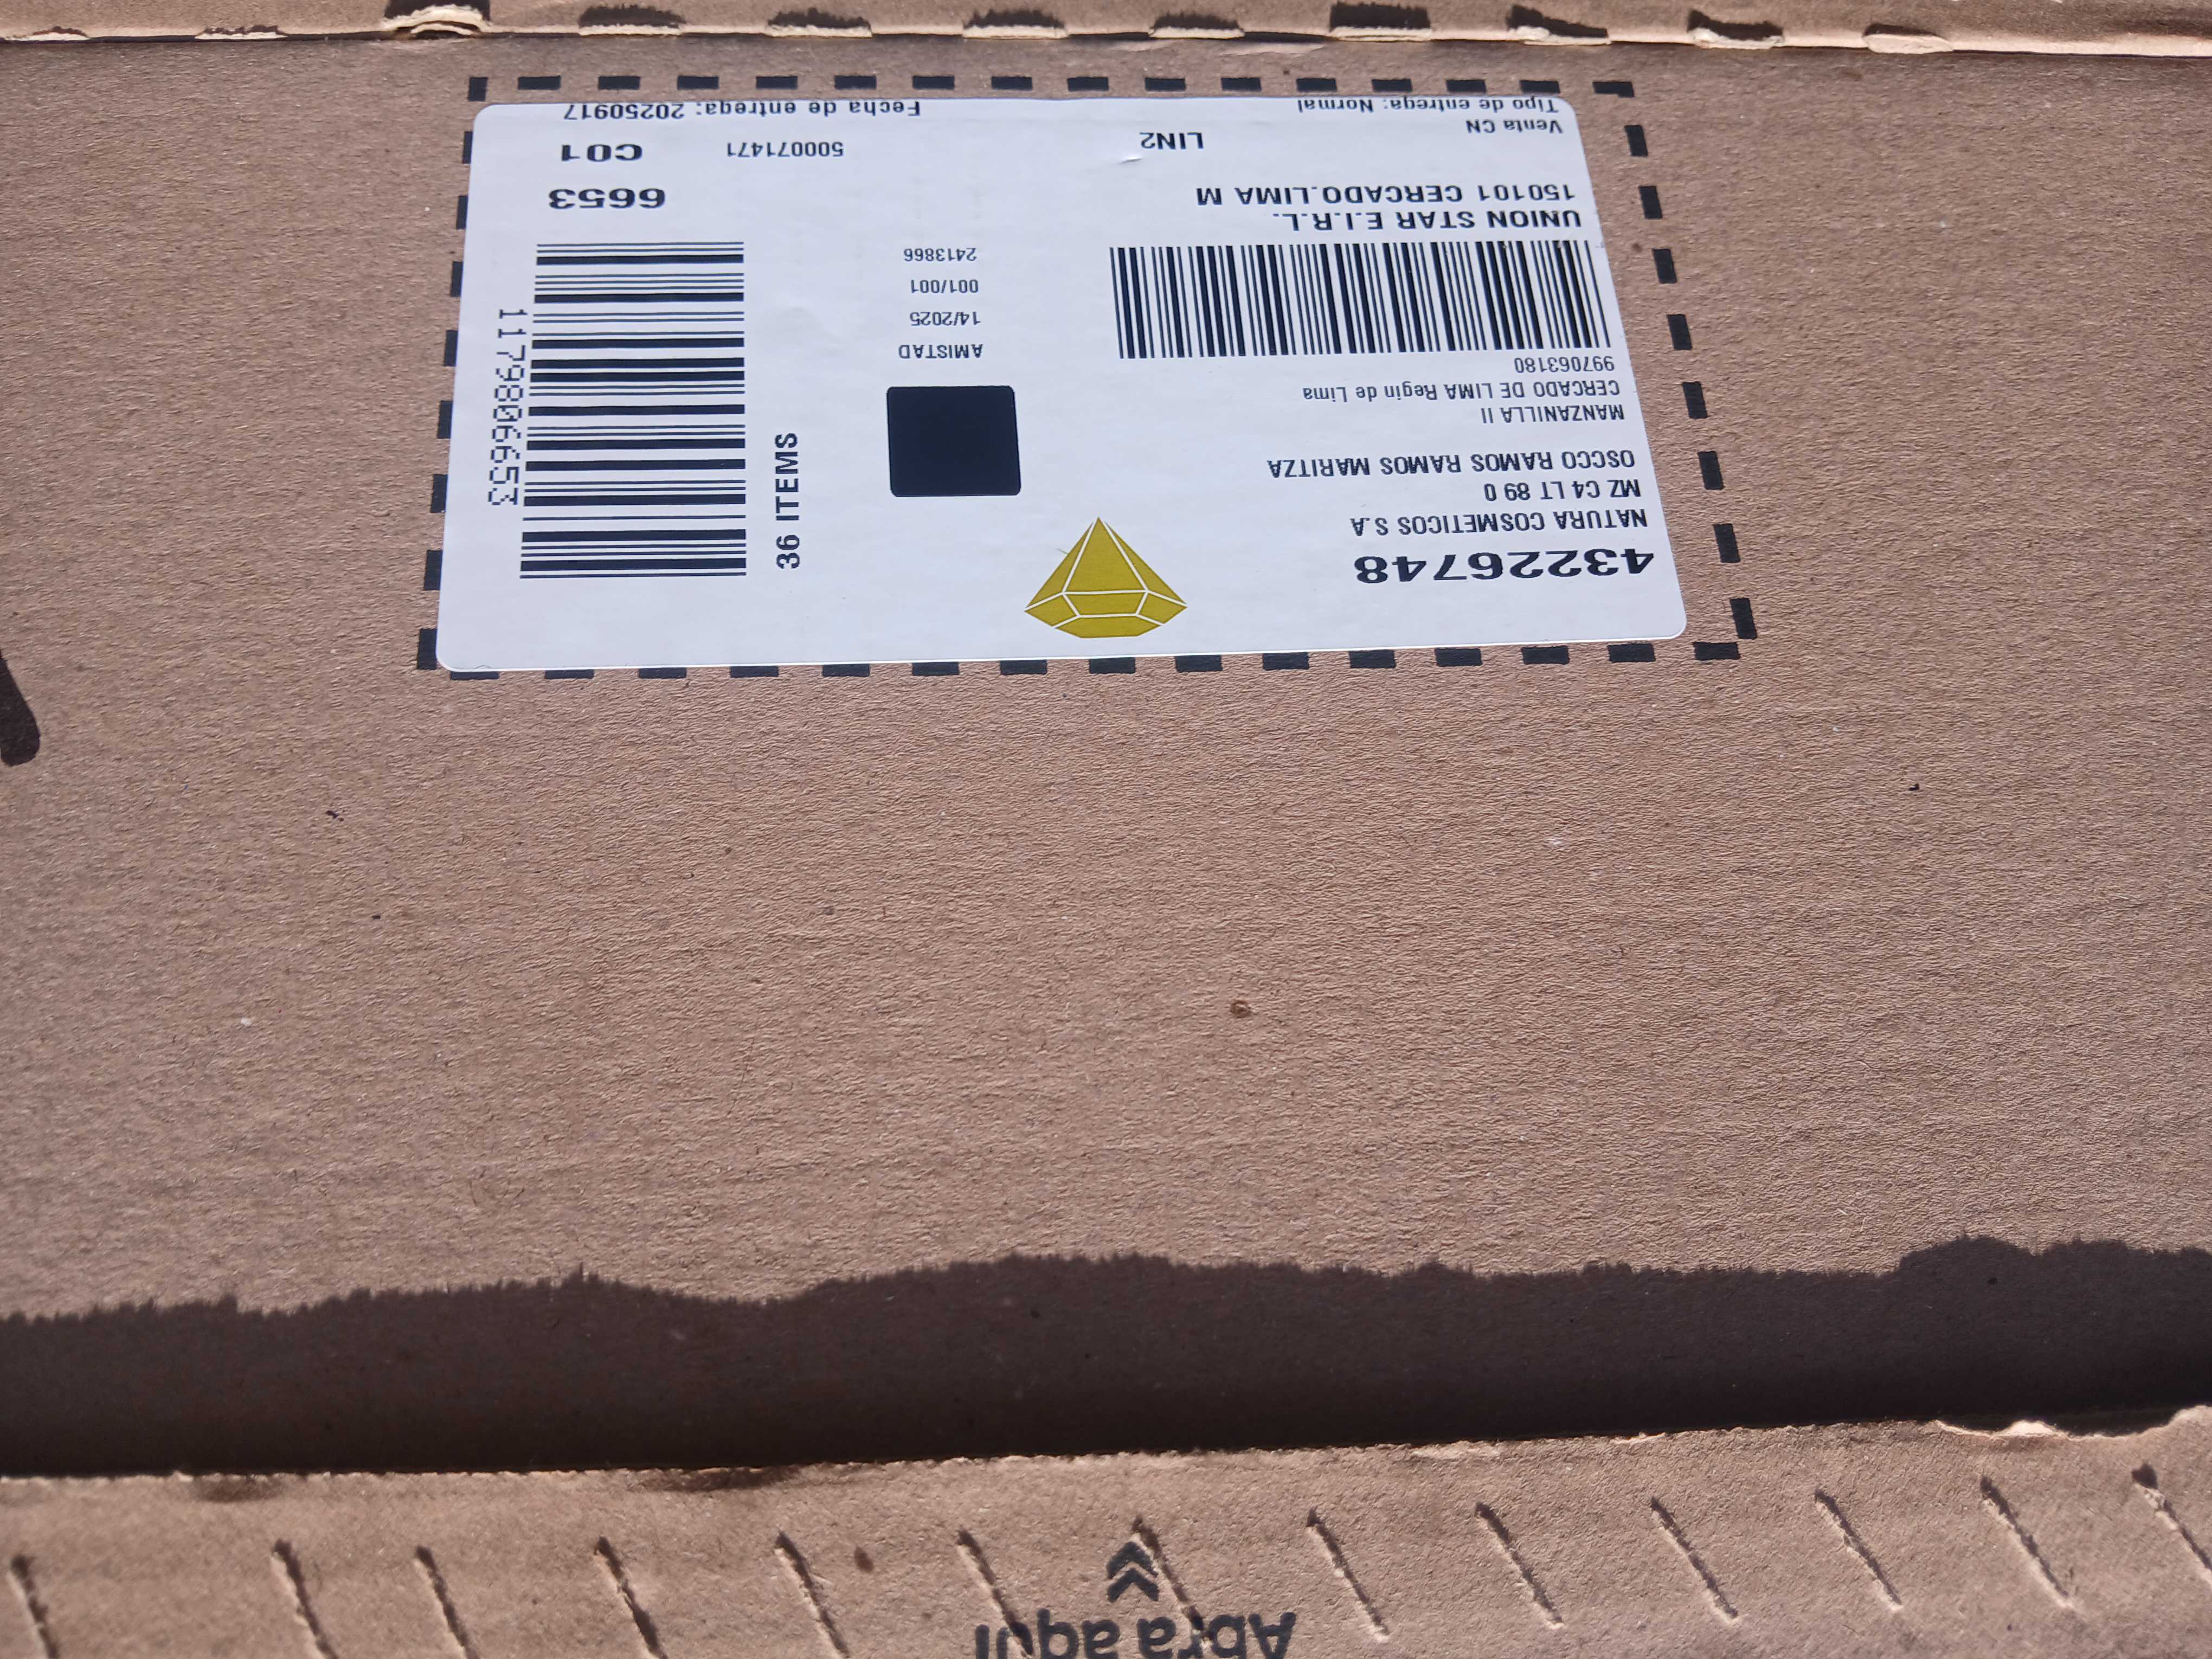 43226748
NATURA COSMETICOS S.A
MZ C4 LT 89 0
OSCCO RAMOS RAMOS MARITZA
MANZANILLA II
CERCADO DE LIMA Regin de Lima
997063180
UNION STAR E.I.R.L.
150101 CERCADO.LIMA M
Venta CN
LIN2
Tipo de entrega: Normal
AMISTAD
14/2025
001/001
2413866
36 ITEMS
1179806653
6653
500071471
C01
Fecha de entrega: 20250917
Abra aquí